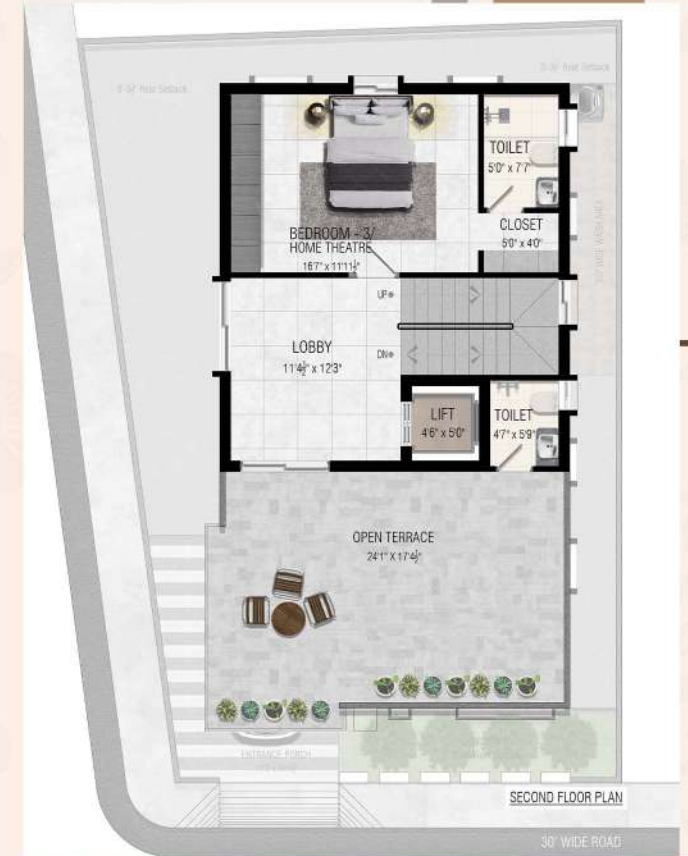 TOILET
5'0" x 7'7"
CLOSET
5'0" x 4'0"
BEDROOM - 3/
HOME THEATRE
16'7" x 11'11½"
UP
LOBBY
11'4½" x 12'3"
DN
LIFT
4'6" x 5'0"
TOILET
4'7" x 5'9"
OPEN TERRACE
24'1" X 17'4½"
ENTRANCE PORCH
SECOND FLOOR PLAN
30' WIDE ROAD